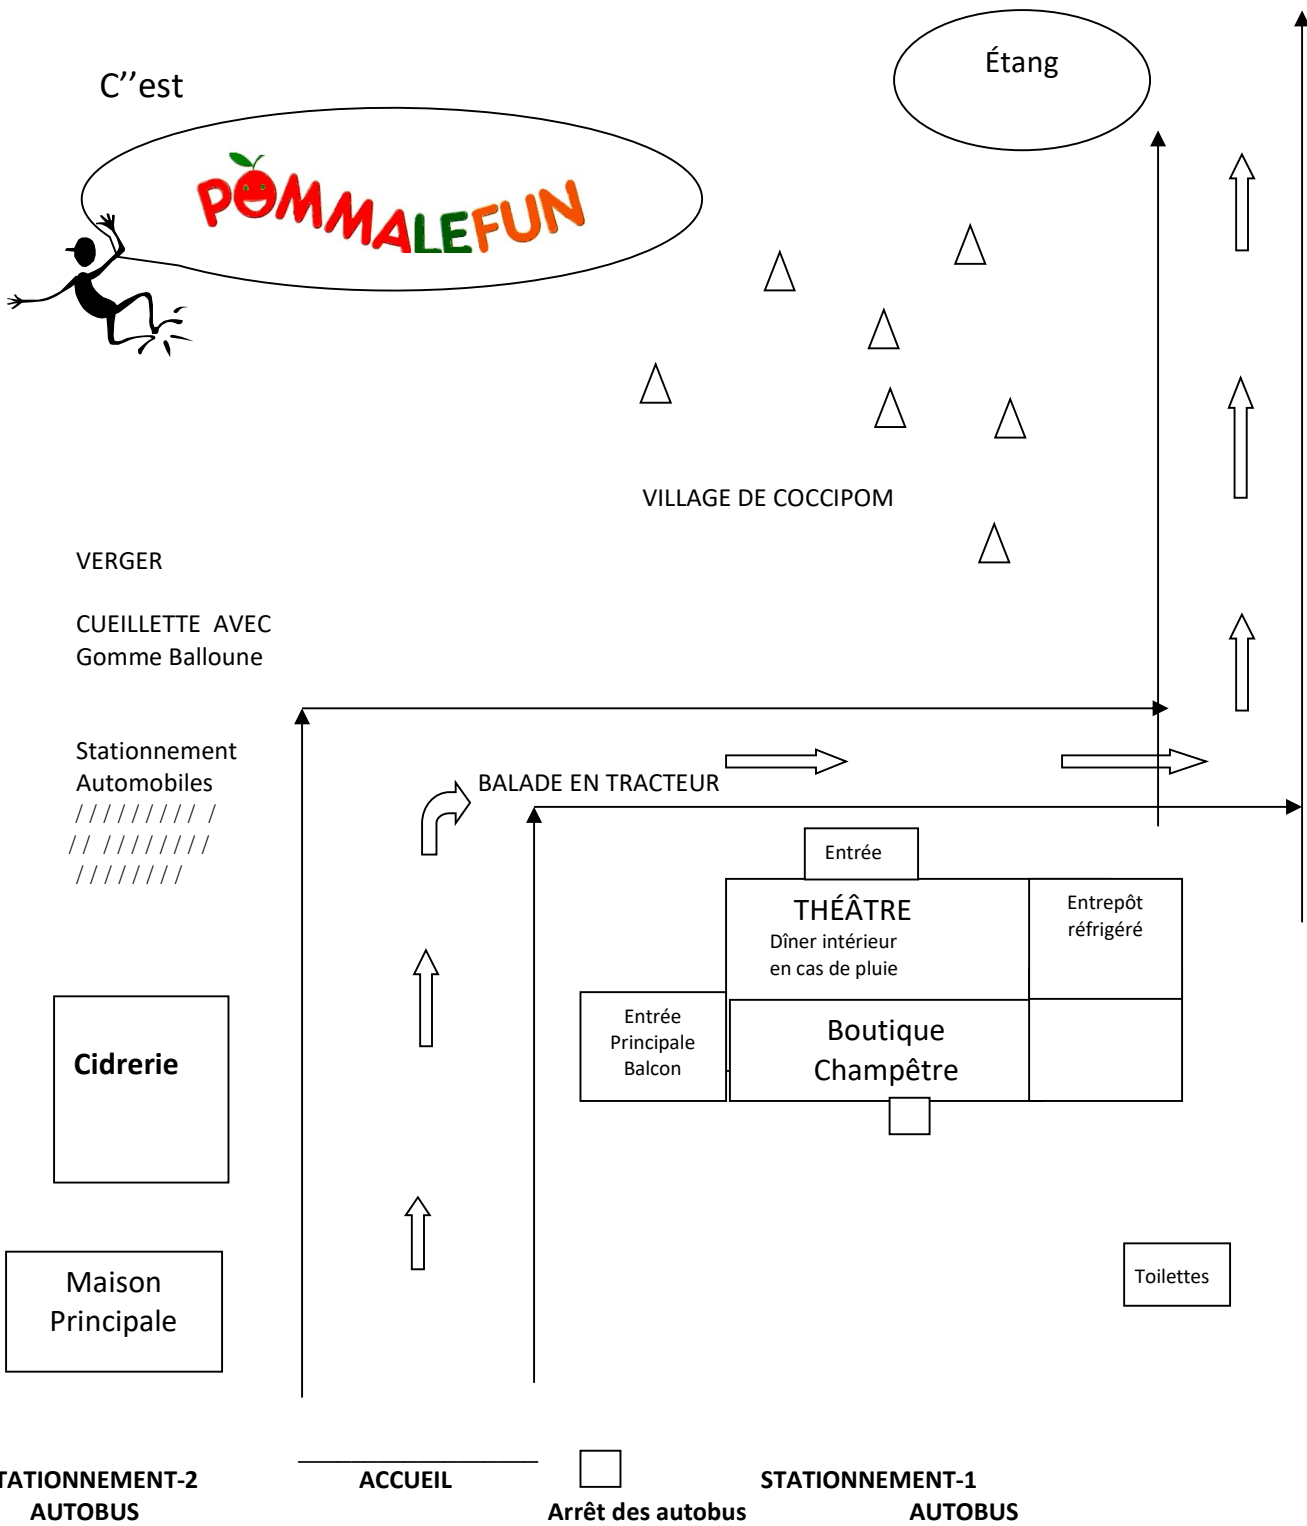 Étang
C’’est
POMMALEFUN
VILLAGE DE COCCIPOM
VERGER
CUEILLETTE  AVEC
Gomme Balloune
Stationnement
Automobiles
/ / / / / / / / /  /
/ /  / / / / / / / /
/ / / / / / / /
BALADE EN TRACTEUR
Entrée
THÉÂTRE
Dîner intérieur
en cas de pluie
Entrepôt
réfrigéré
Entrée
Principale
Balcon
Boutique
Champêtre
Cidrerie
Maison
Principale
Toilettes
TATIONNEMENT-2
AUTOBUS
ACCUEIL
Arrêt des autobus
STATIONNEMENT-1
AUTOBUS